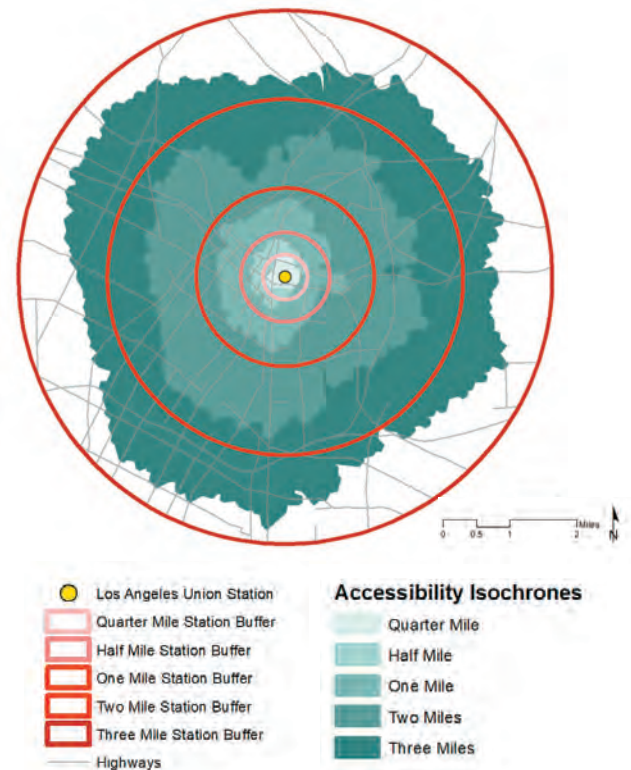 Miles
0 0.5 1 2
N
Los Angeles Union Station
Quarter Mile Station Buffer
Half Mile Station Buffer
One Mile Station Buffer
Two Mile Station Buffer
Three Mile Station Buffer
Highways
Accessibility Isochrones
Quarter Mile
Half Mile
One Mile
Two Miles
Three Miles